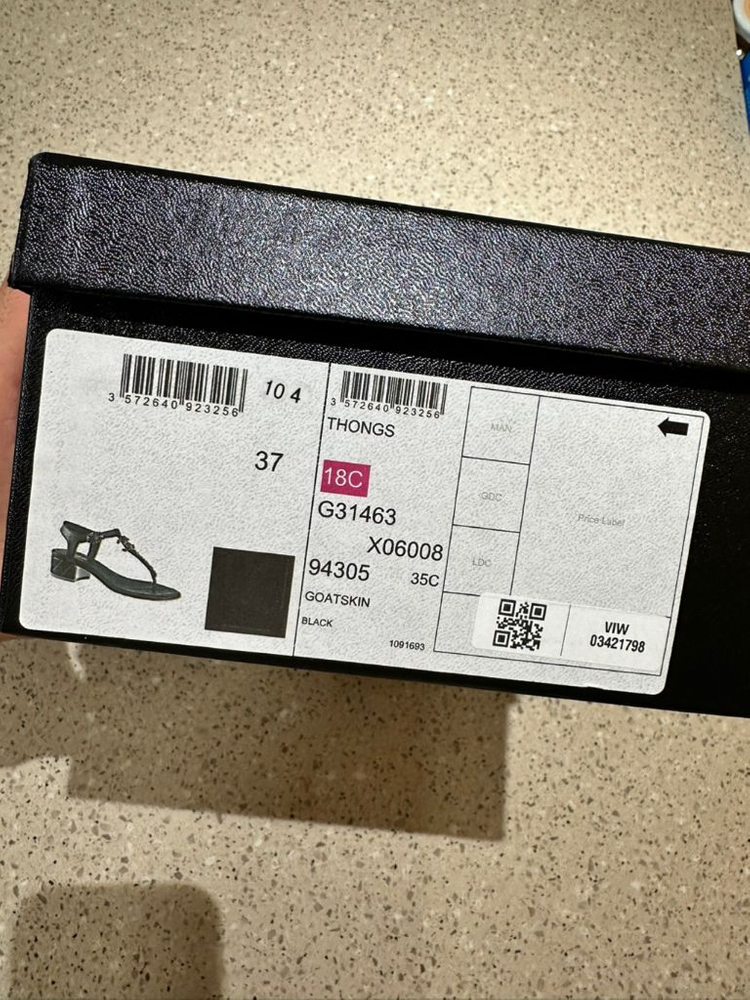 3 572640 923256
10 4
37
3 572640 923256
THONGS
18C
G31463
X06008
94305 35C
GOATSKIN
BLACK
1091693
MAN
GDC
LDC
Price Label
VIW
03421798